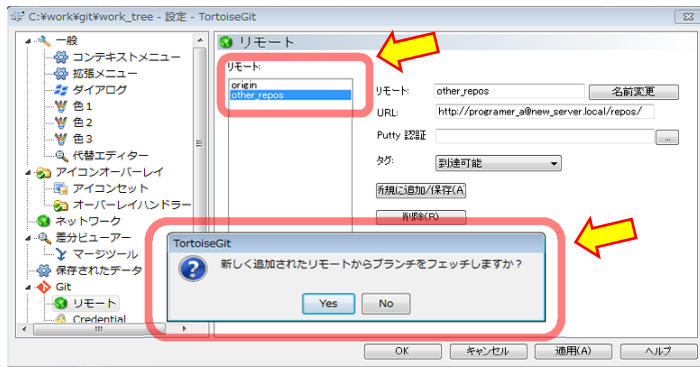 C:¥work¥git¥work_tree - 設定 - TortoiseGit
一般
コンテキストメニュー
拡張メニュー
ダイアログ
色1
色2
色3
代替エディター
アイコンオーバーレイ
アイコンセット
オーバーレイハンドラー
ネットワーク
差分ビューアー
マージツール
保存されたデータ
Git
リモート
Credential
リモート
リモート:
origin
other_repos
リモート: other_repos 名前変更
URL: http://programer_a@new_server.local/repos/
Putty 認証 ...
タグ: 到達可能
新規に追加/保存(A
削除(R)
TortoiseGit
新しく追加されたリモートからブランチをフェッチしますか？
Yes No
OK キャンセル 適用(A) ヘルプ